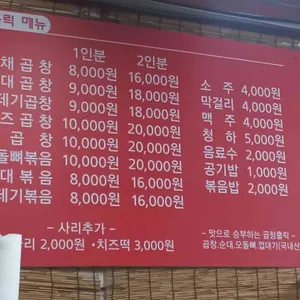 릭 메뉴
1인분 2인분
채 곱 창 8,000원 16,000원
대 곱 창 9,000원 18,000원
데기곱창 9,000원 18,000원
즈 곱 창 10,000원 20,000원
곱 창 10,000원 20,000원
돌뼈볶음 10,000원 20,000원
대 볶 음 8,000원 16,000원
데기볶음 8,000원 16,000원
- 사리추가 -
리 2,000원 • 치즈떡 3,000원
소 주 4,000원
막걸리 4,000원
맥 주 4,000원
청 하 5,000원
음료수 2,000원
공기밥 1,000원
볶음밥 2,000원
- 맛으로 승부하는 곱창홀릭 -
곱창,순대,오돌뼈,껍데기(국내산